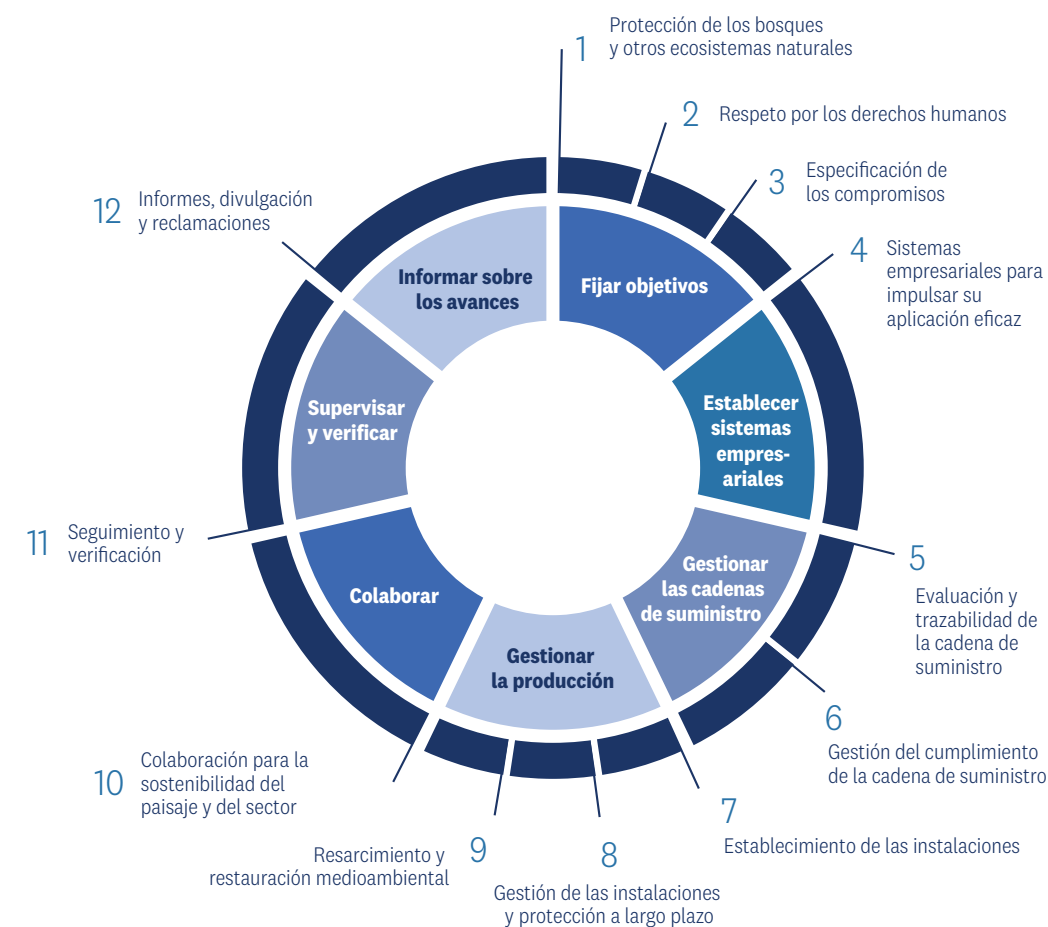 1
Protección de los bosques
y otros ecosistemas naturales
2
Respeto por los derechos humanos
3
Especificación de
los compromisos
4
Sistemas
empresariales para
impulsar su
aplicación eficaz
5
Evaluación y
trazabilidad de
la cadena de
suministro
6
Gestión del cumplimiento
de la cadena de suministro
7
Establecimiento de las instalaciones
8
Gestión de las instalaciones
y protección a largo plazo
9
Resarcimiento y
restauración medioambiental
10
Colaboración para la
sostenibilidad del
paisaje y del sector
11
Seguimiento y
verificación
12
Informes, divulgación
y reclamaciones
Fijar objetivos
Establecer
sistemas
empres-
ariales
Gestionar
las cadenas
de suministro
Gestionar
la producción
Colaborar
Supervisar
y verificar
Informar sobre
los avances